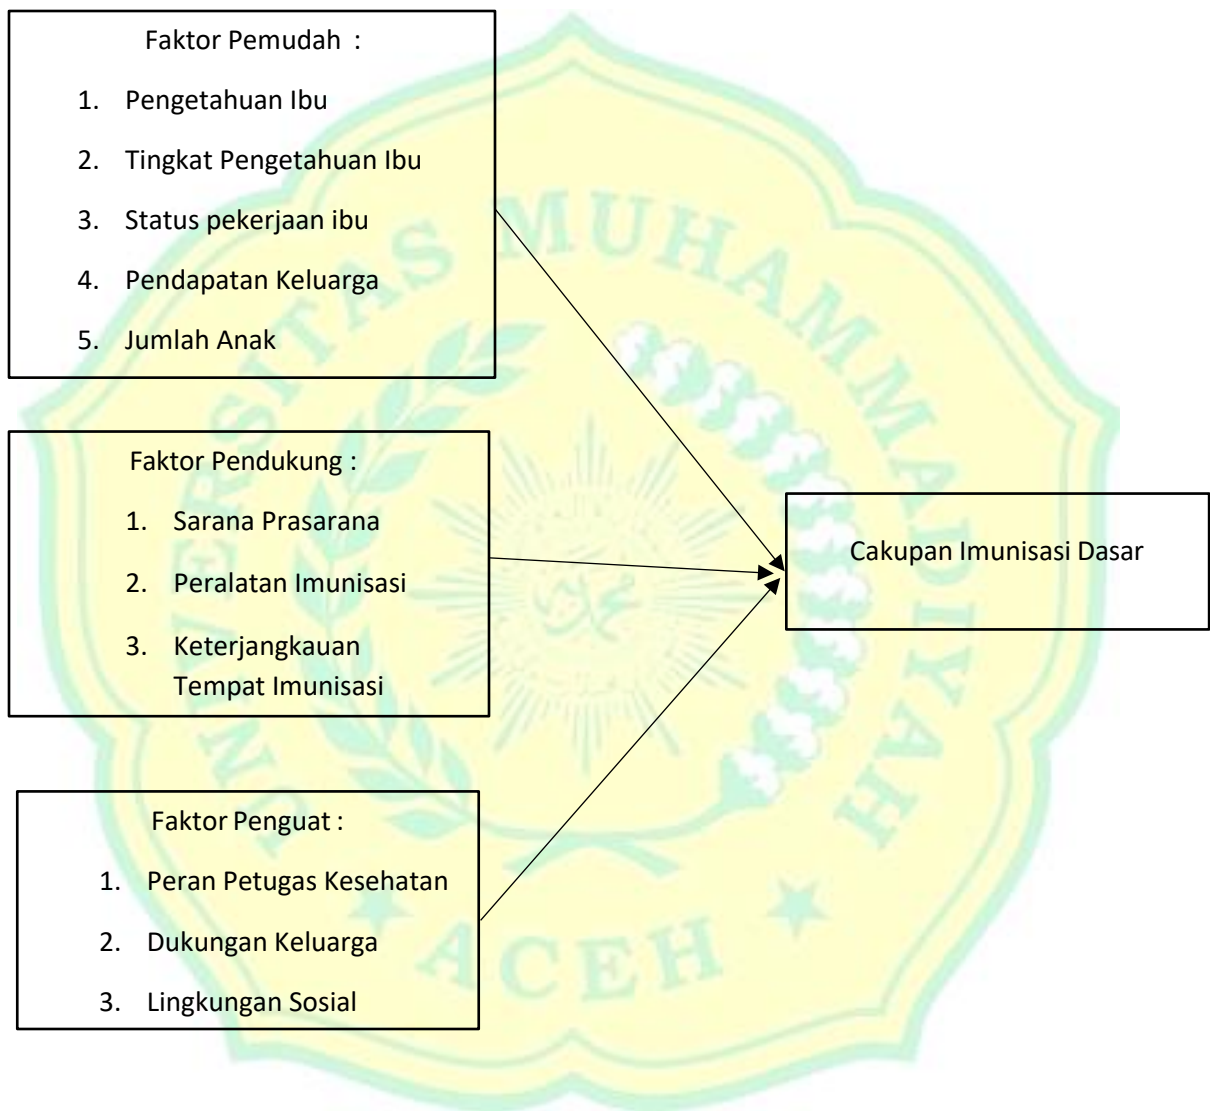 Faktor Pemudah :
1. Pengetahuan Ibu
2. Tingkat Pengetahuan Ibu
3. Status pekerjaan ibu
4. Pendapatan Keluarga
5. Jumlah Anak
Faktor Pendukung :
1. Sarana Prasarana
2. Peralatan Imunisasi
3. Keterjangkauan
Tempat Imunisasi
Faktor Penguat :
1. Peran Petugas Kesehatan
2. Dukungan Keluarga
3. Lingkungan Sosial
Cakupan Imunisasi Dasar
UNIVERSITAS MUHAMMADIYAH
ACEH